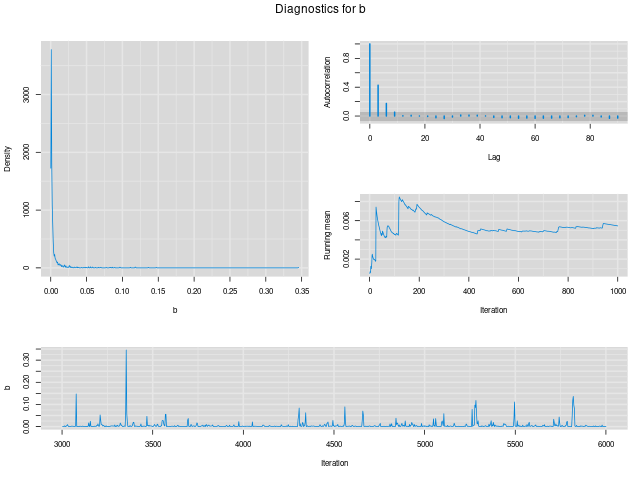 Diagnostics for b
Density
0 1000 2000 3000
0.00 0.05 0.10 0.15 0.20 0.25 0.30 0.35
b
Autocorrelation
0.0 0.4 0.8
0 20 40 60 80
Lag
Running mean
0.002 0.006
0 200 400 600 800 1000
Iteration
b
0.00 0.10 0.20 0.30
3000 3500 4000 4500 5000 5500 6000
Iteration